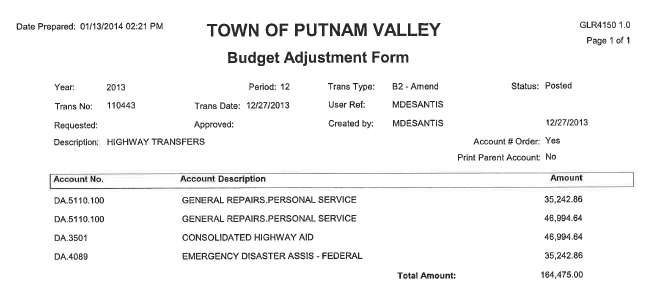 Date Prepared: 01/13/2014 02:21 PM
TOWN OF PUTNAM VALLEY
GLR4150 1.0
Page 1 of 1
Budget Adjustment Form
Year: 2013 Period: 12 Trans Type: B2 - Amend Status: Posted
Trans No: 110443 Trans Date: 12/27/2013 User Ref: MDESANTIS
Requested: Approved: Created by: MDESANTIS 12/27/2013
Description: HIGHWAY TRANSFERS Account # Order: Yes
Print Parent Account: No
Account No. Account Description Amount
DA.5110.100 GENERAL REPAIRS.PERSONAL SERVICE 35,242.86
DA.5110.100 GENERAL REPAIRS.PERSONAL SERVICE 46,994.64
DA.3501 CONSOLIDATED HIGHWAY AID 46,994.64
DA.4089 EMERGENCY DISASTER ASSIS - FEDERAL 35,242.86
Total Amount: 164,475.00